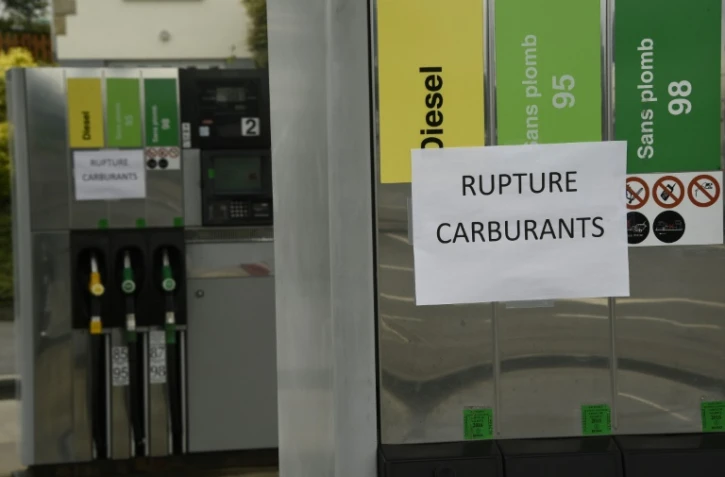 Diesel
Sans plomb
95
Sans plomb
98
RUPTURE
CARBURANTS
Diesel
2
RUPTURE
CARBURANTS